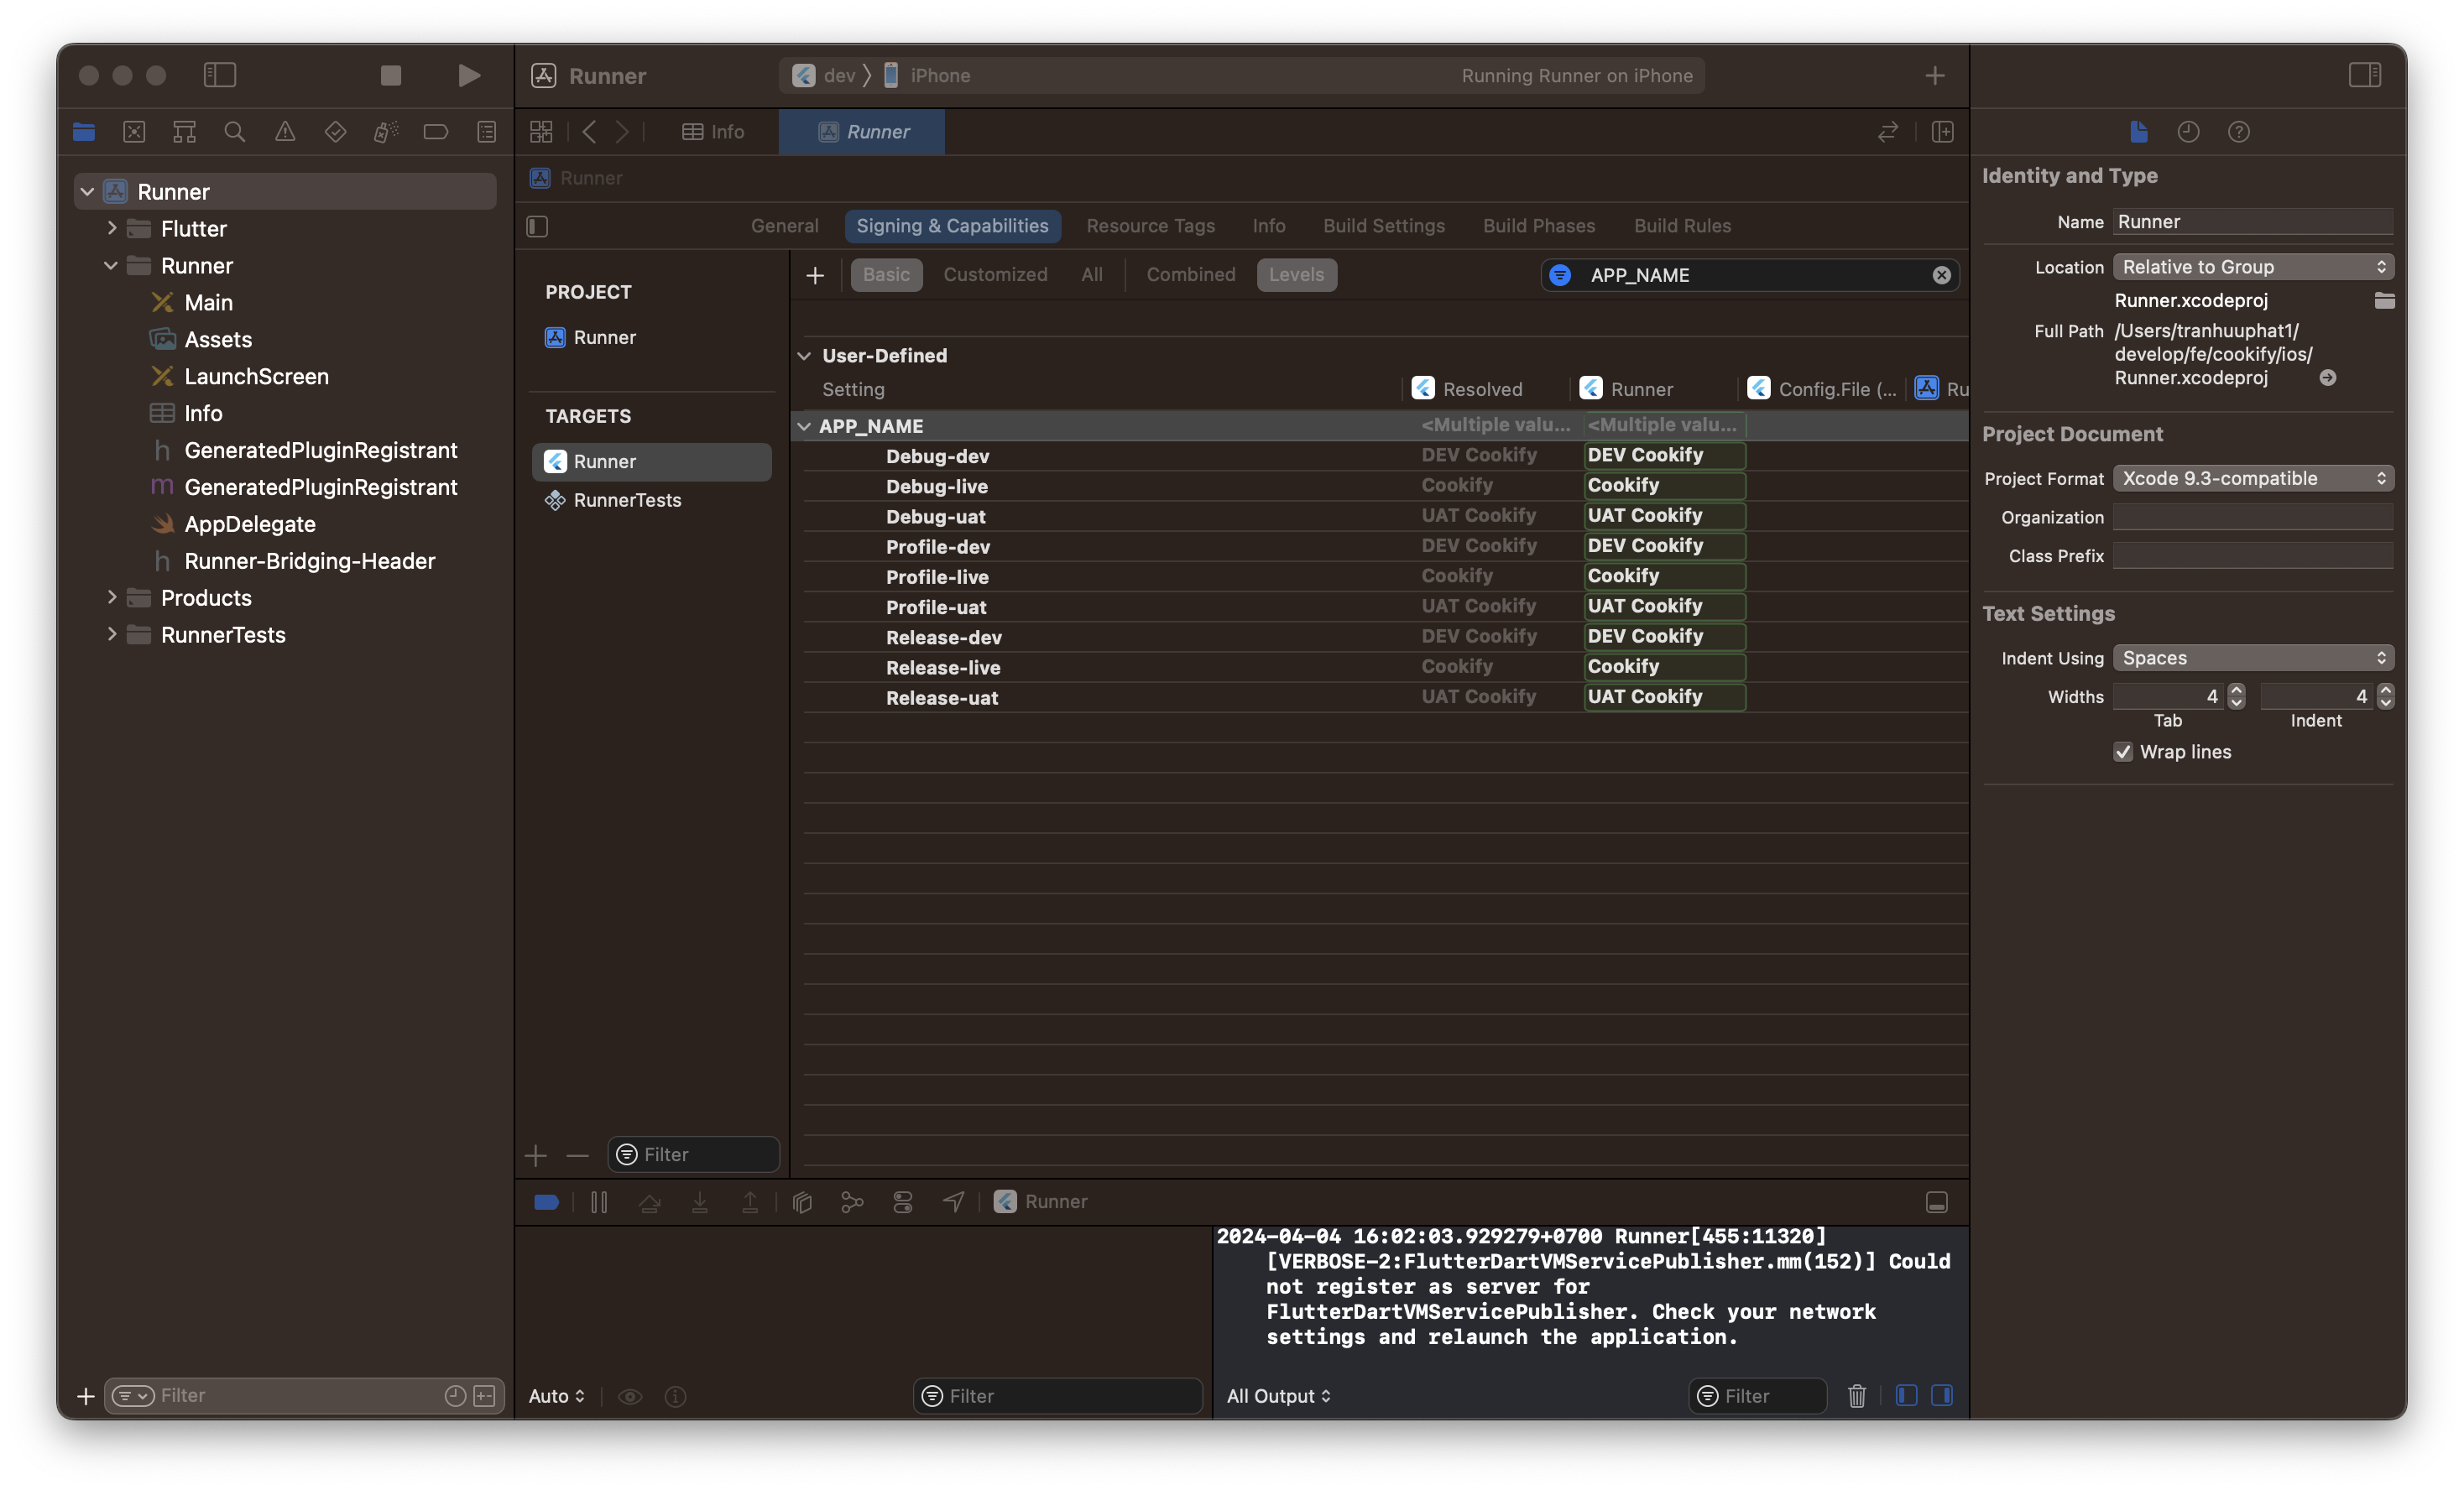 Runner
dev
iPhone
Running Runner on iPhone
Info
Runner
Runner
General
Signing & Capabilities
Resource Tags
Info
Build Settings
Build Phases
Build Rules
Runner
Flutter
Runner
Main
Assets
LaunchScreen
Info
h GeneratedPluginRegistrant
m GeneratedPluginRegistrant
AppDelegate
h Runner-Bridging-Header
Products
RunnerTests
Filter
PROJECT
Runner
TARGETS
Runner
RunnerTests
Filter
Basic
Customized
All
Combined
Levels
APP_NAME
User-Defined
Setting Resolved Runner Config.File (... Ru
APP_NAME <Multiple valu... <Multiple valu...
Debug-dev DEV Cookify DEV Cookify
Debug-live Cookify Cookify
Debug-uat UAT Cookify UAT Cookify
Profile-dev DEV Cookify DEV Cookify
Profile-live Cookify Cookify
Profile-uat UAT Cookify UAT Cookify
Release-dev DEV Cookify DEV Cookify
Release-live Cookify Cookify
Release-uat UAT Cookify UAT Cookify
Runner
2024-04-04 16:02:03.929279+0700 Runner[455:11320]
[VERBOSE-2:FlutterDartVMServicePublisher.mm(152)] Could
not register as server for
FlutterDartVMServicePublisher. Check your network
settings and relaunch the application.
Auto
Filter
All Output
Filter
Identity and Type
Name Runner
Location Relative to Group
Runner.xcodeproj
Full Path /Users/tranhuuphat1/
develop/fe/cookify/ios/
Runner.xcodeproj
Project Document
Project Format Xcode 9.3-compatible
Organization
Class Prefix
Text Settings
Indent Using Spaces
Widths 4 4
Tab Indent
Wrap lines